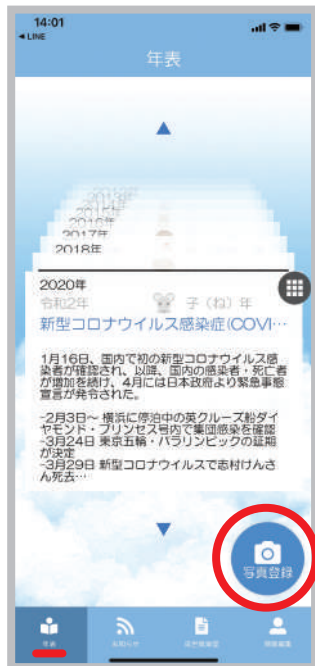 14:01
◀ LINE
年表
2017年
2018年
2020年
令和2年 子(ね)年
新型コロナウイルス感染症(COVI…
1月16日、国内で初の新型コロナウイルス感
染者が確認され、以降、国内の感染者・死亡者
が増加を続け、4月には日本政府より緊急事態
宣言が発令された。
-2月3日~ 横浜に停泊中の英クルーズ船ダイ
ヤモンド・プリンセス号内で集団感染を確認
-3月24日 東京五輪・パラリンピックの延期
が決定
-3月29日 新型コロナウイルスで志村けんさ
ん死去…
写真登録
年表
お知らせ